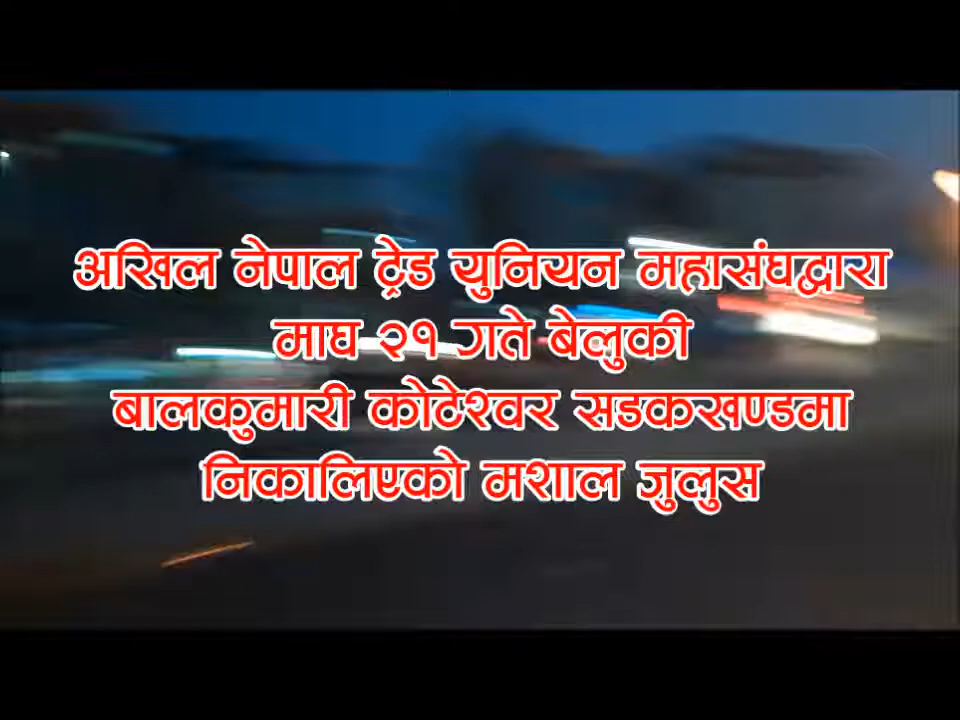 अखिल नेपाल ट्रेड युनियन महासंघद्वारा
माघ २१ गते बेलुकी
बालकुमारी कोटेश्वर सडकखण्डमा
निकालिएको मशाल जुलुस